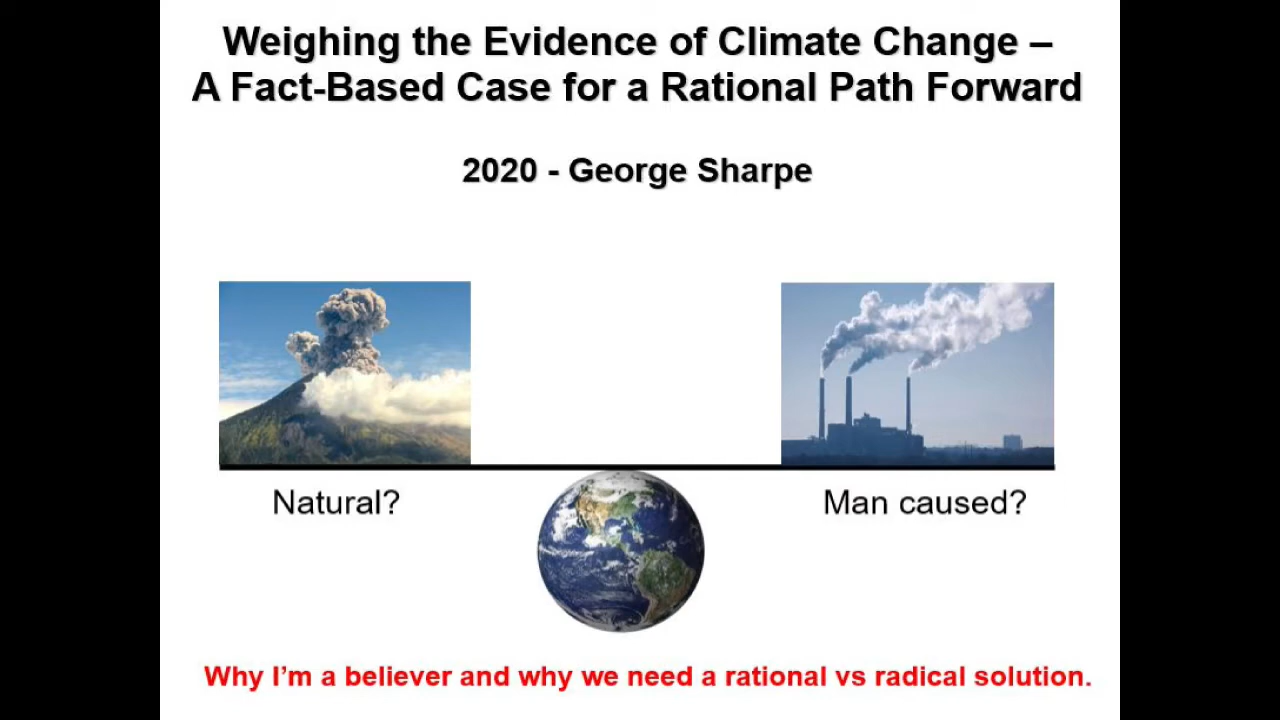 Weighing the Evidence of Climate Change –
A Fact-Based Case for a Rational Path Forward
2020 - George Sharpe
Natural?
Man caused?
Why I’m a believer and why we need a rational vs radical solution.